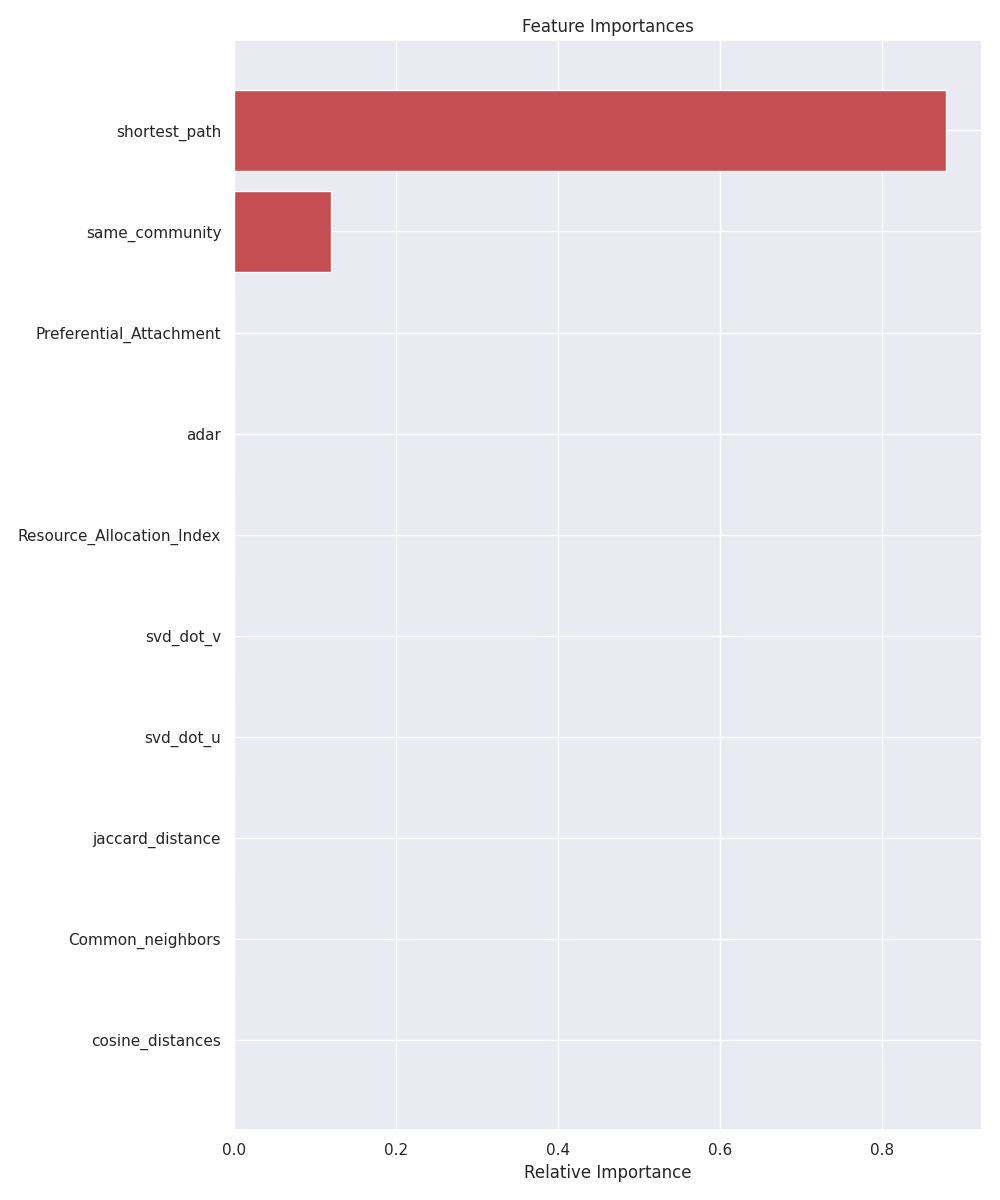 Feature Importances
shortest_path
same_community
Preferential_Attachment
adar
Resource_Allocation_Index
svd_dot_v
svd_dot_u
jaccard_distance
Common_neighbors
cosine_distances
0.0 0.2 0.4 0.6 0.8
Relative Importance